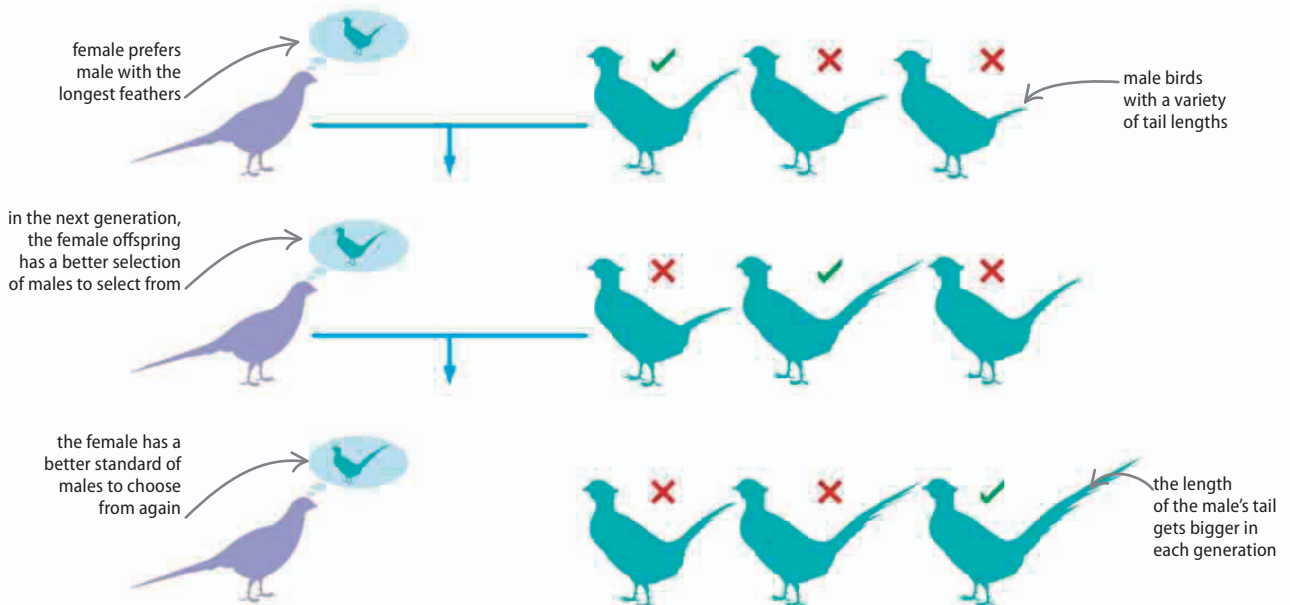 female prefers
male with the
longest feathers
male birds
with a variety
of tail lengths
in the next generation,
the female offspring
has a better selection
of males to select from
the female has a
better standard of
males to choose
from again
the length
of the male's tail
gets bigger in
each generation